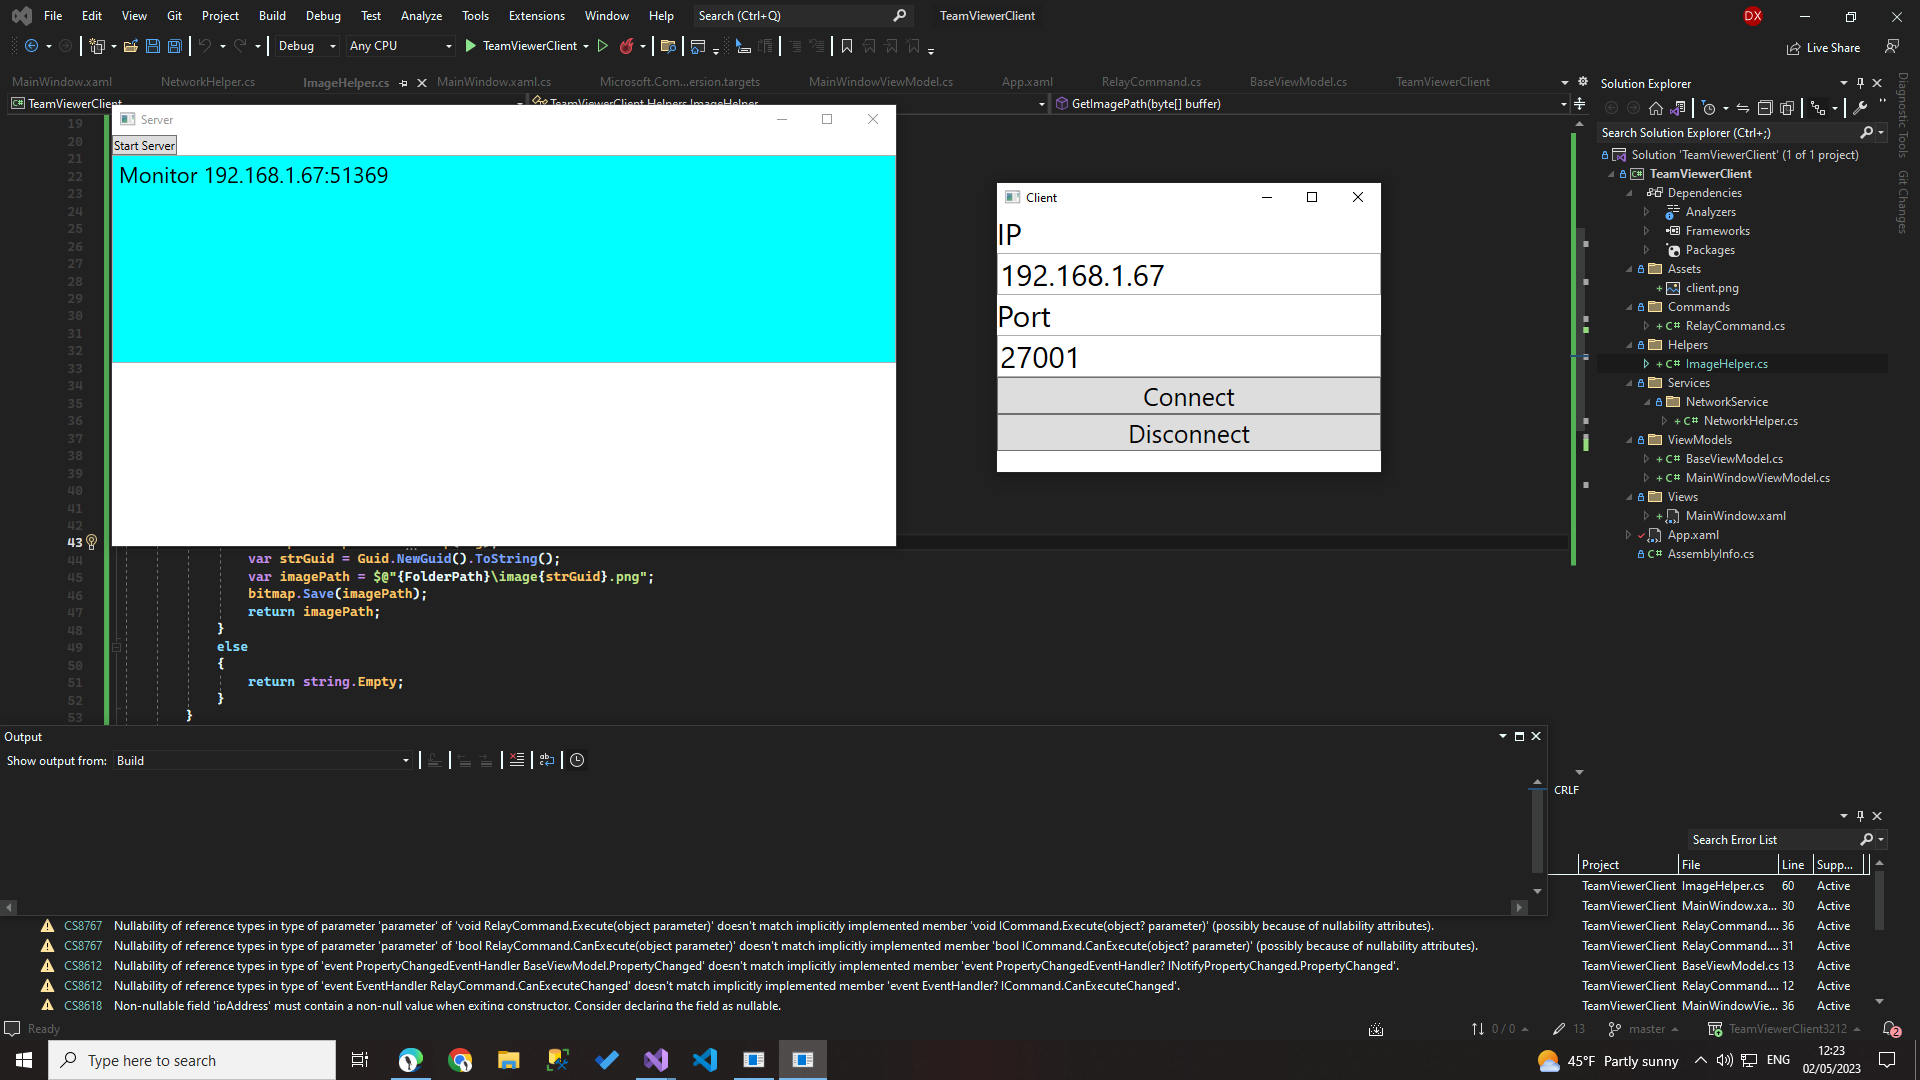 File Edit View Git Project Build Debug Test Analyze Tools Extensions Window Help Search (Ctrl+Q) TeamViewerClient DX
Debug Any CPU TeamViewerClient Live Share
MainWindow.xaml NetworkHelper.cs ImageHelper.cs MainWindow.xaml.cs Microsoft.Com...ersion.targets MainWindowViewModel.cs App.xaml RelayCommand.cs BaseViewModel.cs TeamViewerClient
TeamViewerClient TeamViewerClient.Helpers.ImageHelper GetImagePath(byte[] buffer)
Server
Start Server
Monitor 192.168.1.67:51369
Client
IP
192.168.1.67
Port
27001
Connect
Disconnect
19
20
21
22
23
24
25
26
27
28
29
30
31
32
33
34
35
36
37
38
39
40
41
42
43
44 var strGuid = Guid.NewGuid().ToString();
45 var imagePath = $@"{FolderPath}\image{strGuid}.png";
46 bitmap.Save(imagePath);
47 return imagePath;
48 }
49 else
50 {
51 return string.Empty;
52 }
53 }
Solution Explorer
Search Solution Explorer (Ctrl+;)
Solution 'TeamViewerClient' (1 of 1 project)
TeamViewerClient
Dependencies
Analyzers
Frameworks
Packages
Assets
client.png
Commands
RelayCommand.cs
Helpers
ImageHelper.cs
Services
NetworkService
NetworkHelper.cs
ViewModels
BaseViewModel.cs
MainWindowViewModel.cs
Views
MainWindow.xaml
App.xaml
AssemblyInfo.cs
Diagnostic Tools
Git Changes
Output
Show output from: Build
CRLF
Search Error List
Project File Line Supp...
TeamViewerClient ImageHelper.cs 60 Active
TeamViewerClient MainWindow.xa... 30 Active
CS8767 Nullability of reference types in type of parameter 'parameter' of 'void RelayCommand.Execute(object parameter)' doesn't match implicitly implemented member 'void ICommand.Execute(object? parameter)' (possibly because of nullability attributes). TeamViewerClient RelayCommand.... 36 Active
CS8767 Nullability of reference types in type of parameter 'parameter' of 'bool RelayCommand.CanExecute(object parameter)' doesn't match implicitly implemented member 'bool ICommand.CanExecute(object? parameter)' (possibly because of nullability attributes). TeamViewerClient RelayCommand.... 31 Active
CS8612 Nullability of reference types in type of 'event PropertyChangedEventHandler BaseViewModel.PropertyChanged' doesn't match implicitly implemented member 'event PropertyChangedEventHandler? INotifyPropertyChanged.PropertyChanged'. TeamViewerClient BaseViewModel.cs 13 Active
CS8612 Nullability of reference types in type of 'event EventHandler RelayCommand.CanExecuteChanged' doesn't match implicitly implemented member 'event EventHandler? ICommand.CanExecuteChanged'. TeamViewerClient RelayCommand.... 12 Active
CS8618 Non-nullable field 'ipAddress' must contain a non-null value when exiting constructor. Consider declaring the field as nullable. TeamViewerClient MainWindowVie... 36 Active
Ready 0 / 0 13 master TeamViewerClient3212 2
Type here to search 45°F Partly sunny ENG 12:23
02/05/2023